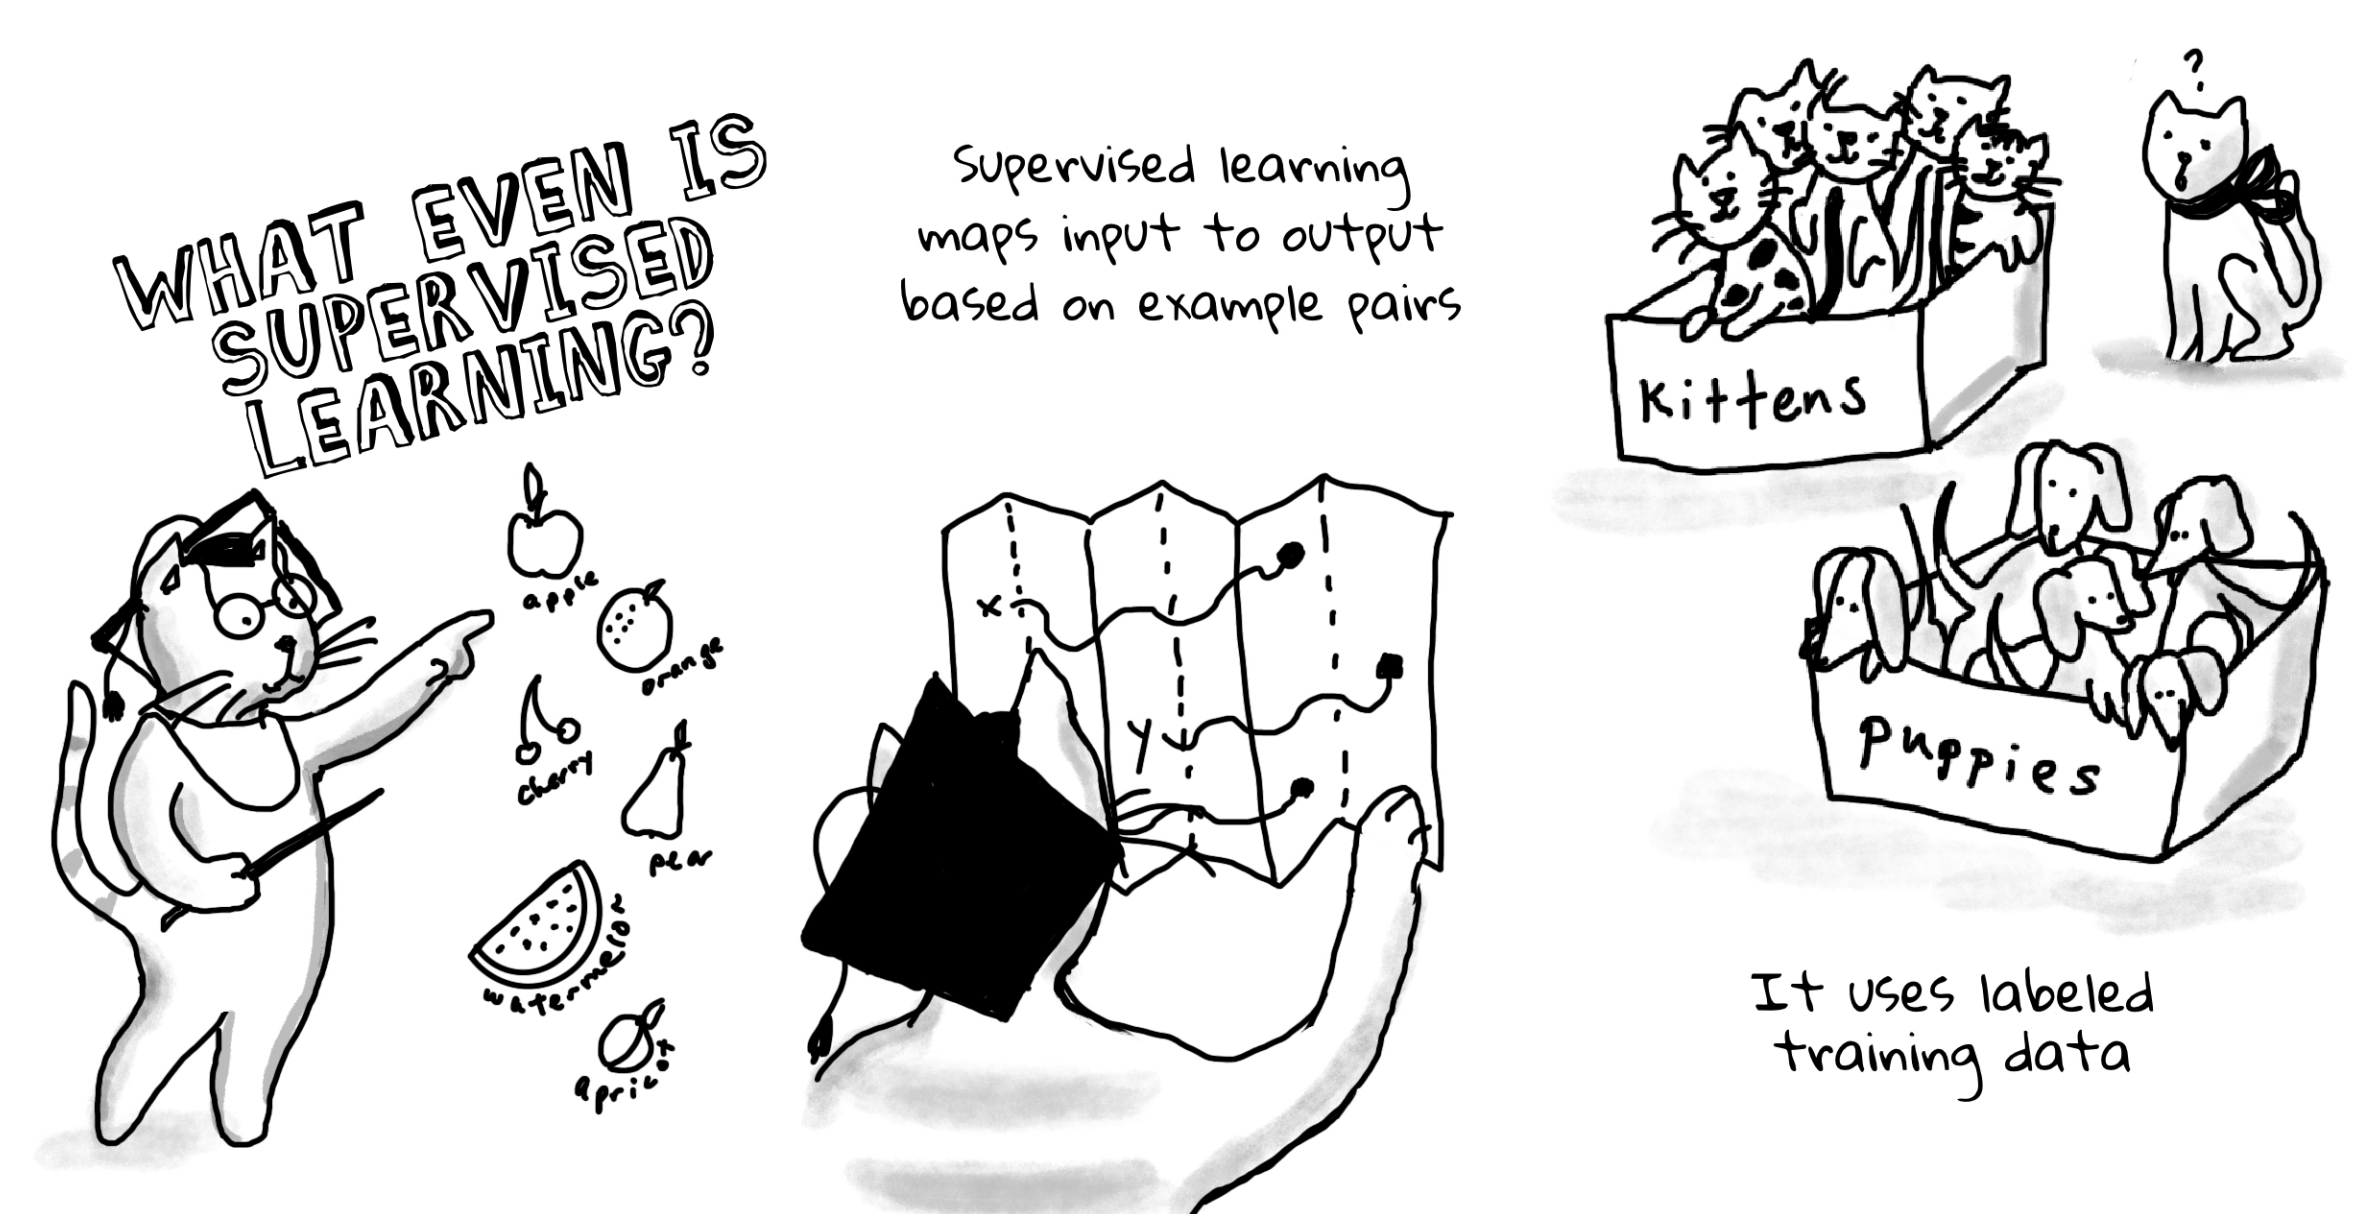 WHAT EVEN IS
SUPERVISED
LEARNING?
apple
orange
cherry
pear
watermelon
apricot
Supervised learning
maps input to output
based on example pairs
x
y
?
Kittens
puppies
It uses labeled
training data